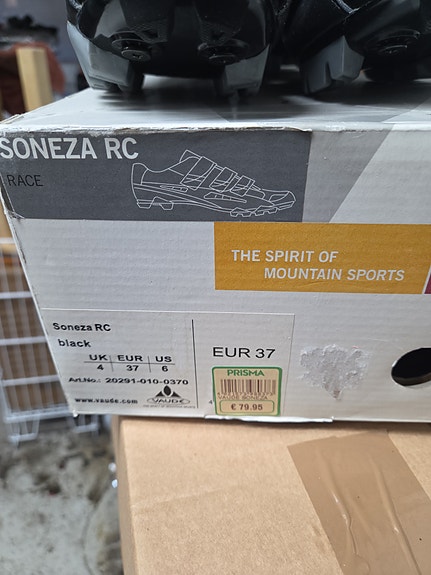 SONEZA RC
RACE
THE SPIRIT OF
MOUNTAIN SPORTS
Soneza RC
black
UK EUR US
4 37 6
Art.No.: 20291-010-0370
www.vaude.com
VAUDE
EUR 37
PRISMA
€ 79.95